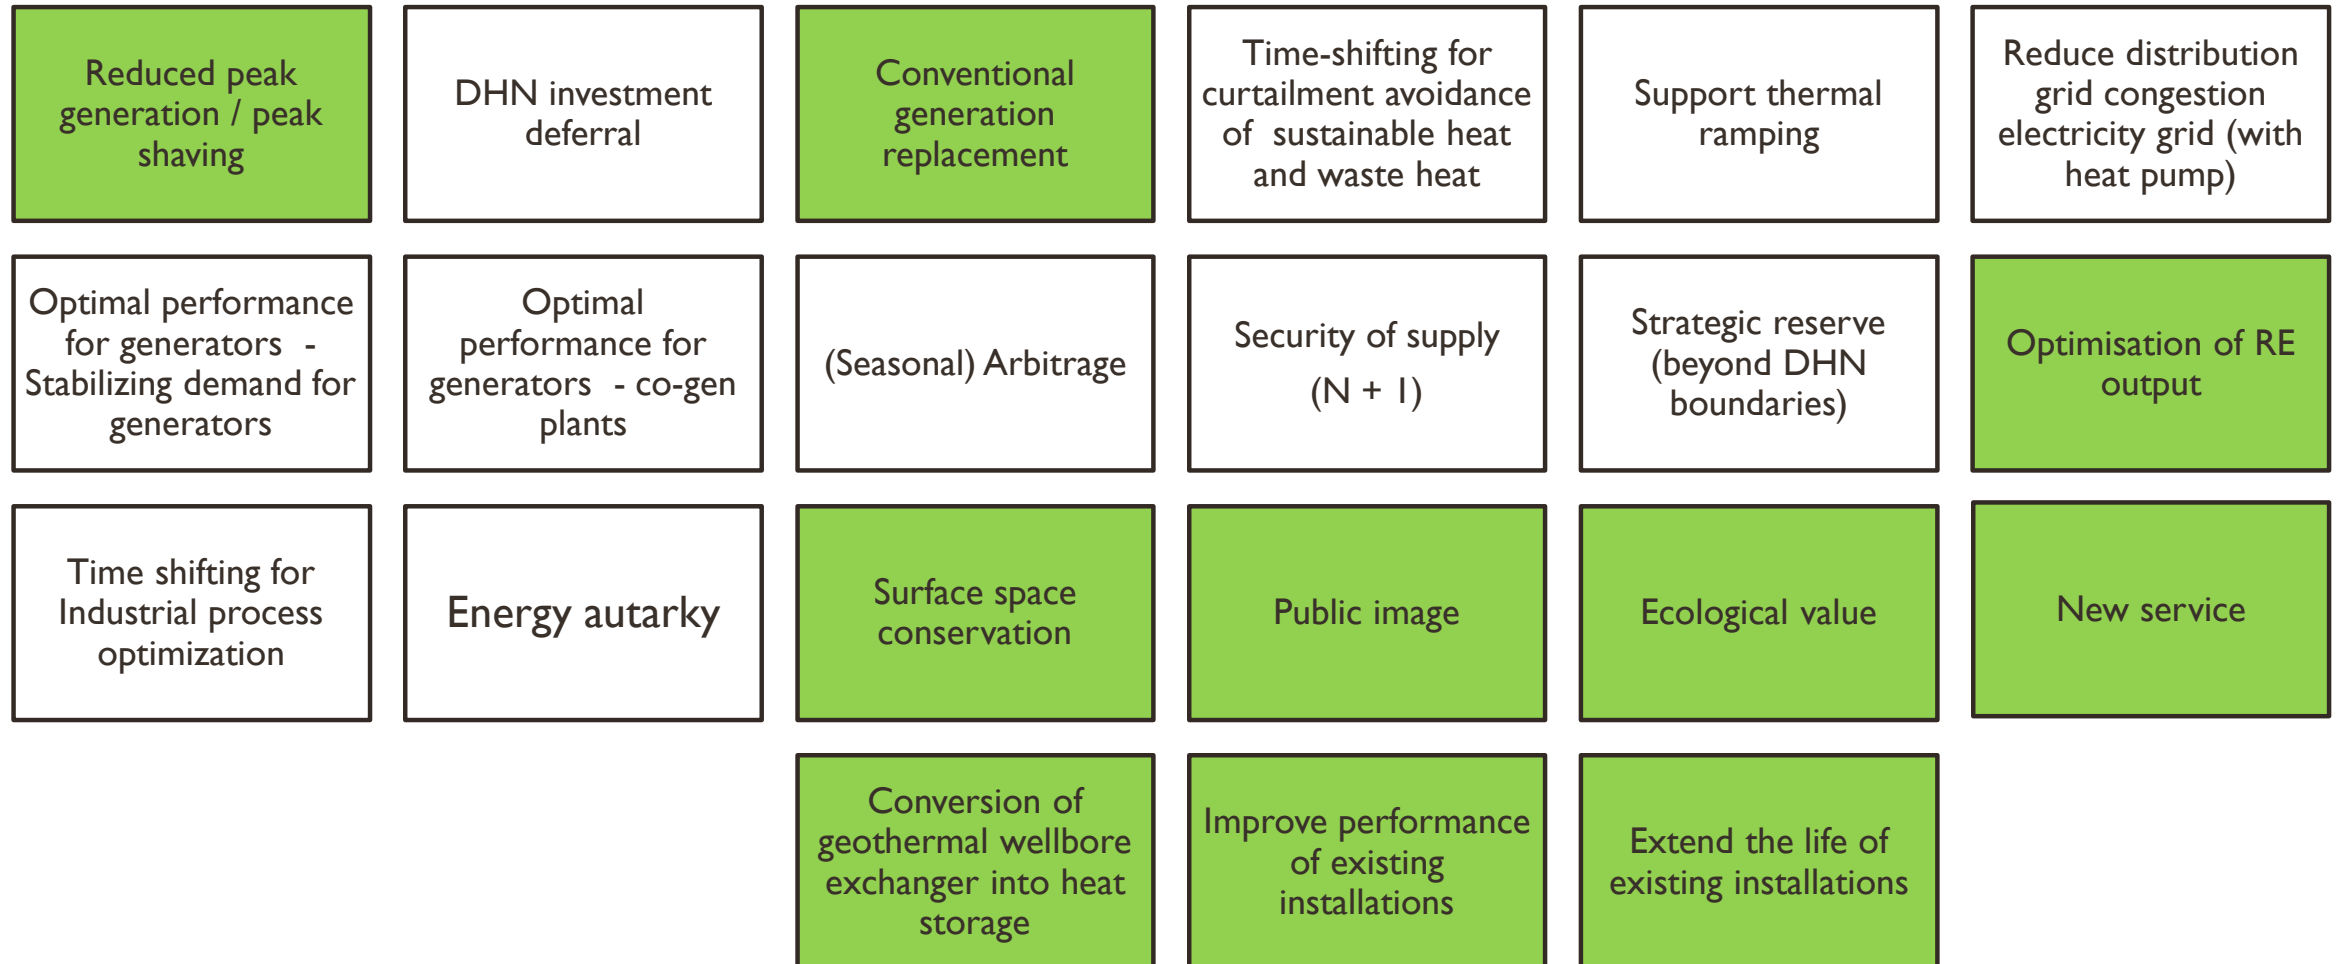 Reduced peak
generation / peak
shaving
DHN investment
deferral
Conventional
generation
replacement
Time-shifting for
curtailment avoidance
of sustainable heat
and waste heat
Support thermal
ramping
Reduce distribution
grid congestion
electricity grid (with
heat pump)
Optimal performance
for generators -
Stabilizing demand for
generators
Optimal
performance for
generators - co-gen
plants
(Seasonal) Arbitrage
Security of supply
(N + 1)
Strategic reserve
(beyond DHN
boundaries)
Optimisation of RE
output
Time shifting for
Industrial process
optimization
Energy autarky
Surface space
conservation
Public image
Ecological value
New service
Conversion of
geothermal wellbore
exchanger into heat
storage
Improve performance
of existing
installations
Extend the life of
existing installations